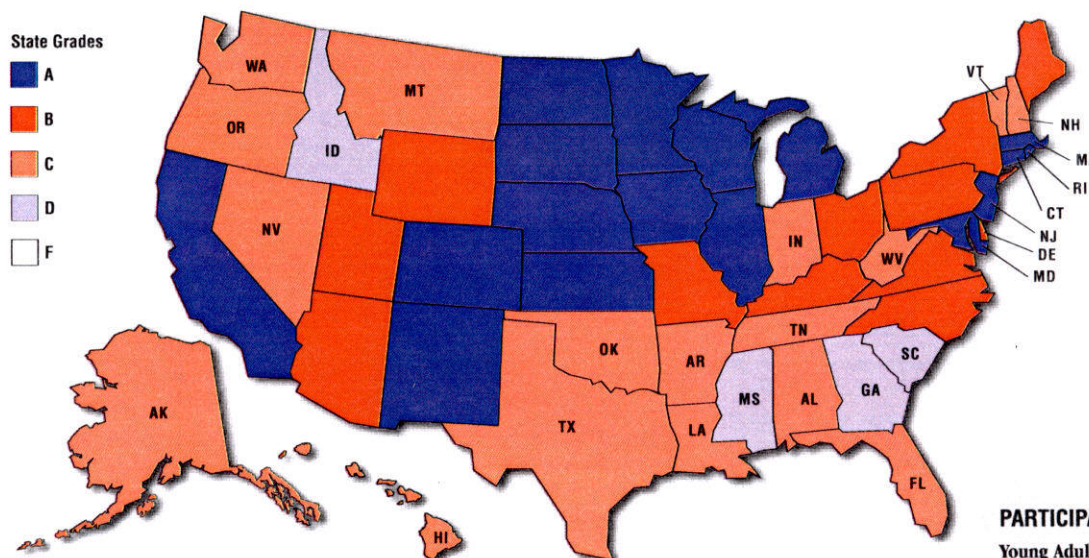 State Grades
A
B
C
D
F
WA
OR
MT
ID
NV
AK
HI
TX
OK
AR
LA
MS
AL
TN
GA
SC
FL
IN
WV
VT
NH
M
RI
CT
NJ
DE
MD
PARTICIPA
Young Adul